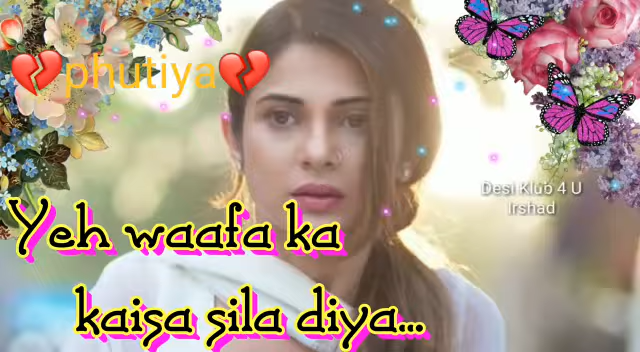 💔phutiya💔
Desi Klub 4 U
Irshad
Yeh waafa ka
kaisa sila diya...